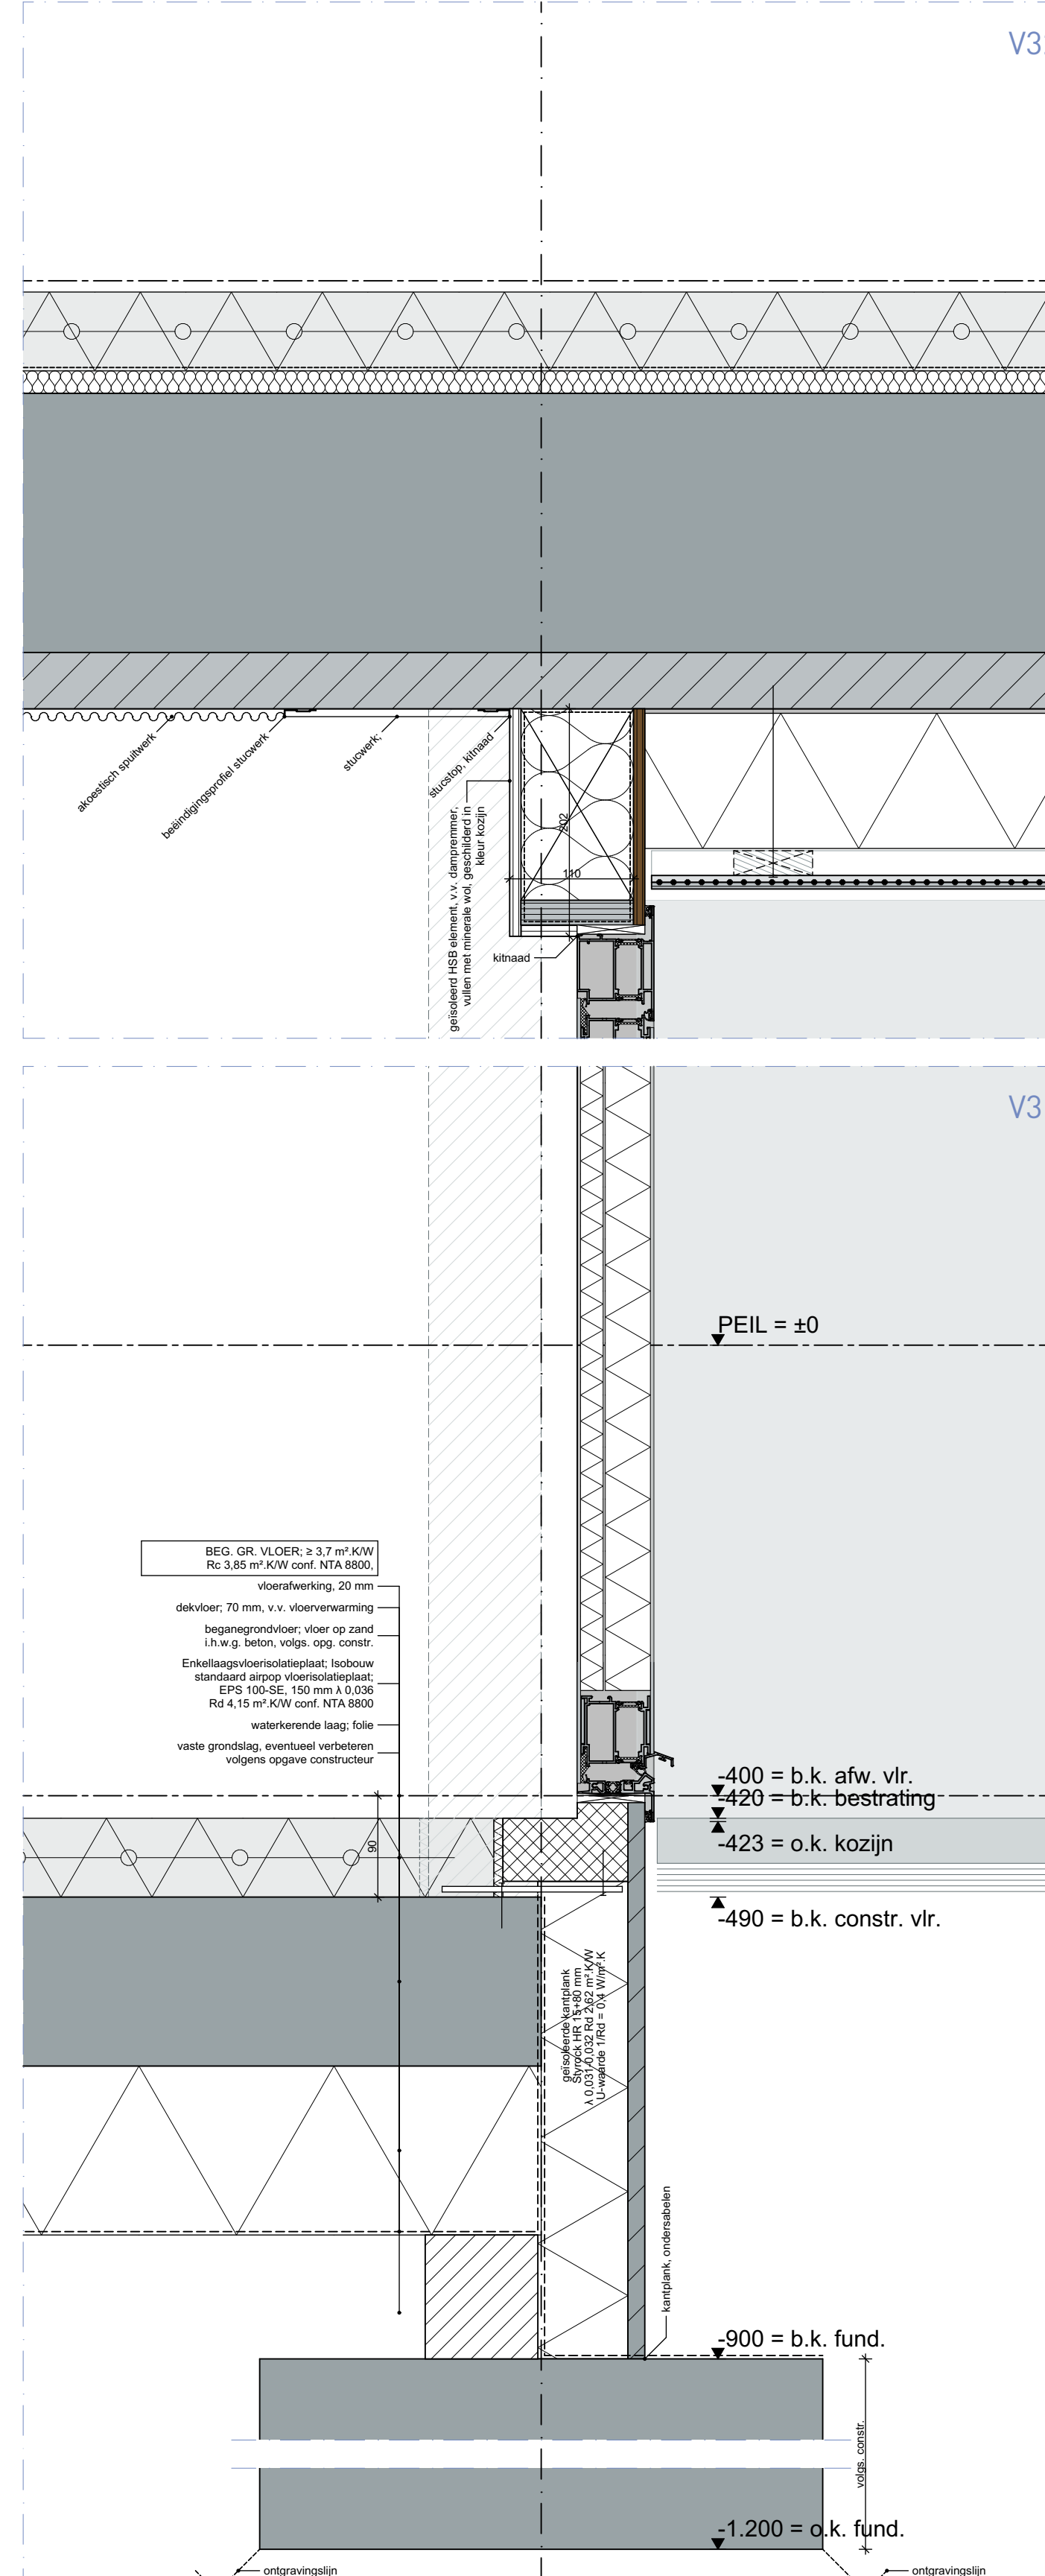 V3
akoestisch spuitwerk
beëindigingsprofiel stucwerk
stucwerk;
stucstop, kitnaad
geïsoleerd HSB element, v.v. dampremmer,
vullen met minerale wol, geschilderd in
kleur kozijn
202
110
kitnaad
V3
PEIL = ±0
BEG. GR. VLOER; ≥ 3,7 m².K/W
Rc 3,85 m².K/W conf. NTA 8800,
vloerafwerking, 20 mm
dekvloer; 70 mm, v.v. vloerverwarming
beganegrondvloer; vloer op zand
i.h.w.g. beton, volgs. opg. constr.
Enkellaagsvloerisolatieplaat; Isobouw
standaard airpop vloerisolatieplaat;
EPS 100-SE, 150 mm λ 0,036
Rd 4,15 m².K/W conf. NTA 8800
waterkerende laag; folie
vaste grondslag, eventueel verbeteren
volgens opgave constructeur
-400 = b.k. afw. vlr.
-420 = b.k. bestrating
-423 = o.k. kozijn
90
-490 = b.k. constr. vlr.
geïsoleerde kantplank
Styrock HR 15+80 mm
λ 0,031-0,032 Rd 2,62 m².K/W
U-waarde 1/Rd = 0,4 W/m².K
kantplank, ondersabelen
-900 = b.k. fund.
volgs. constr.
-1.200 = o.k. fund.
ontgravingslijn
ontgravingslijn